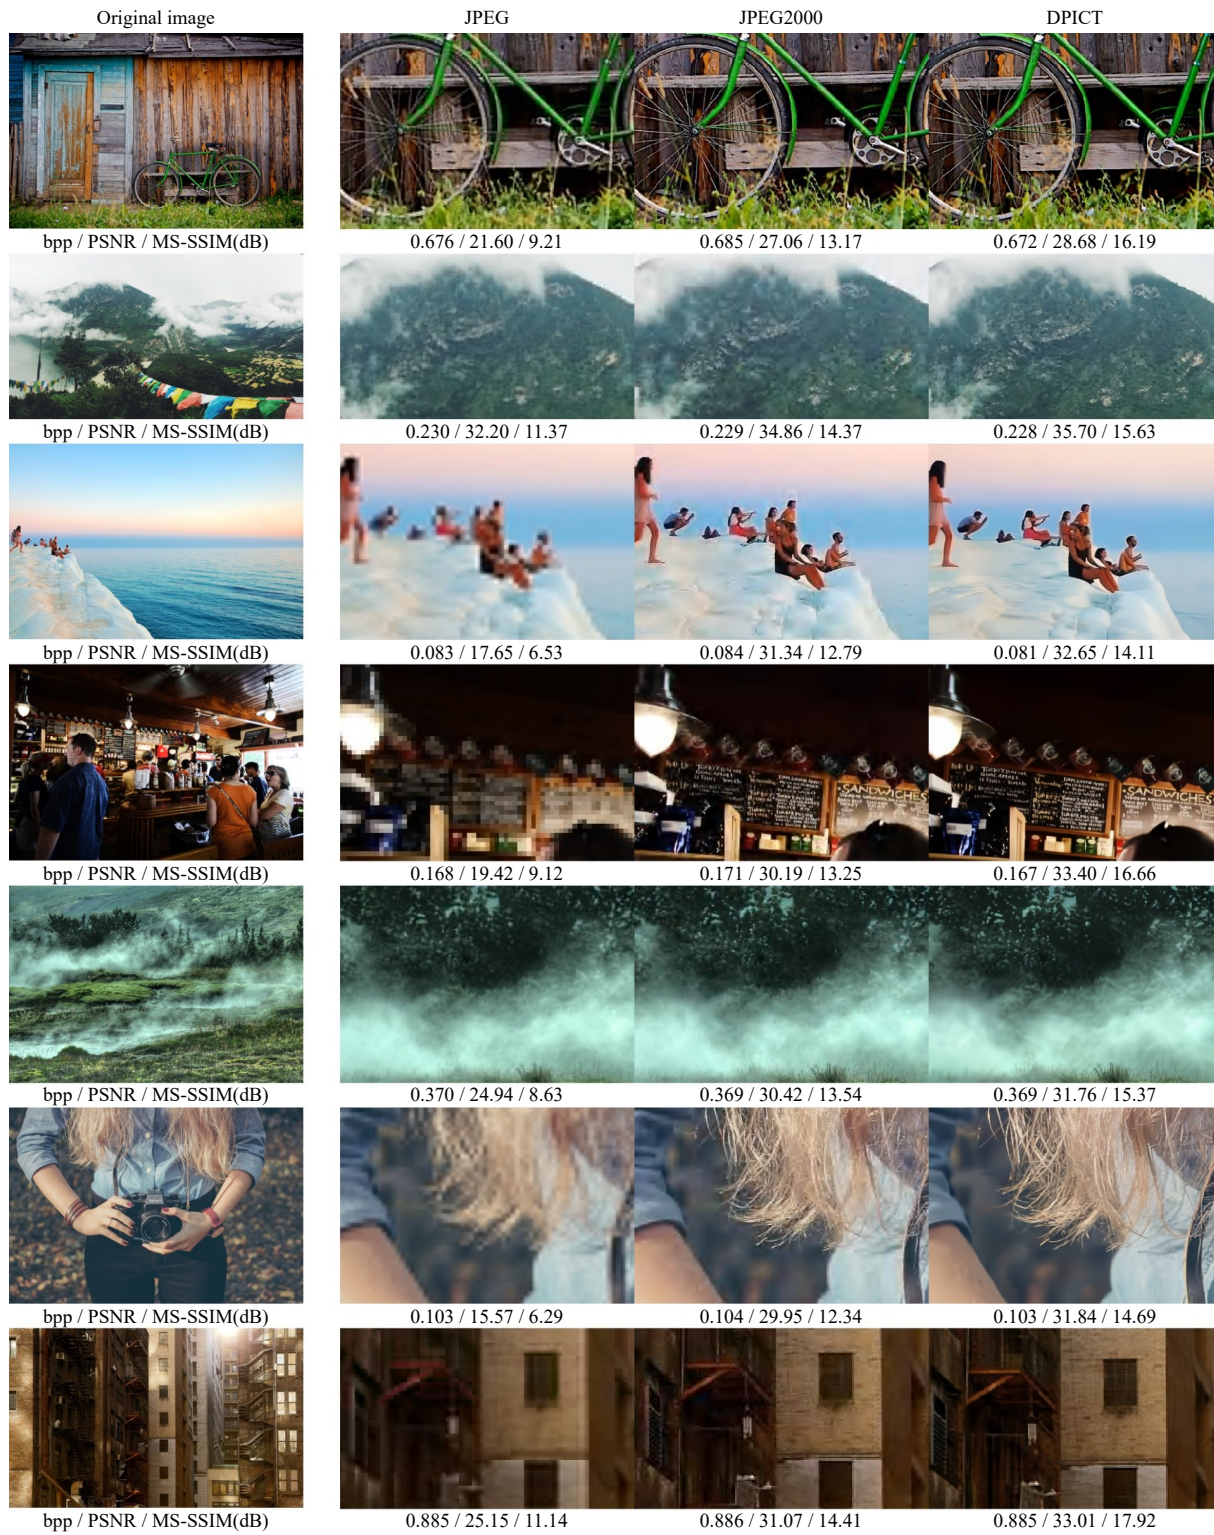 Original image JPEG JPEG2000 DPICT
bpp / PSNR / MS-SSIM(dB) 0.676 / 21.60 / 9.21 0.685 / 27.06 / 13.17 0.672 / 28.68 / 16.19
bpp / PSNR / MS-SSIM(dB) 0.230 / 32.20 / 11.37 0.229 / 34.86 / 14.37 0.228 / 35.70 / 15.63
bpp / PSNR / MS-SSIM(dB) 0.083 / 17.65 / 6.53 0.084 / 31.34 / 12.79 0.081 / 32.65 / 14.11
SANDWICHES SANDWICHES
bpp / PSNR / MS-SSIM(dB) 0.168 / 19.42 / 9.12 0.171 / 30.19 / 13.25 0.167 / 33.40 / 16.66
bpp / PSNR / MS-SSIM(dB) 0.370 / 24.94 / 8.63 0.369 / 30.42 / 13.54 0.369 / 31.76 / 15.37
bpp / PSNR / MS-SSIM(dB) 0.103 / 15.57 / 6.29 0.104 / 29.95 / 12.34 0.103 / 31.84 / 14.69
bpp / PSNR / MS-SSIM(dB) 0.885 / 25.15 / 11.14 0.886 / 31.07 / 14.41 0.885 / 33.01 / 17.92